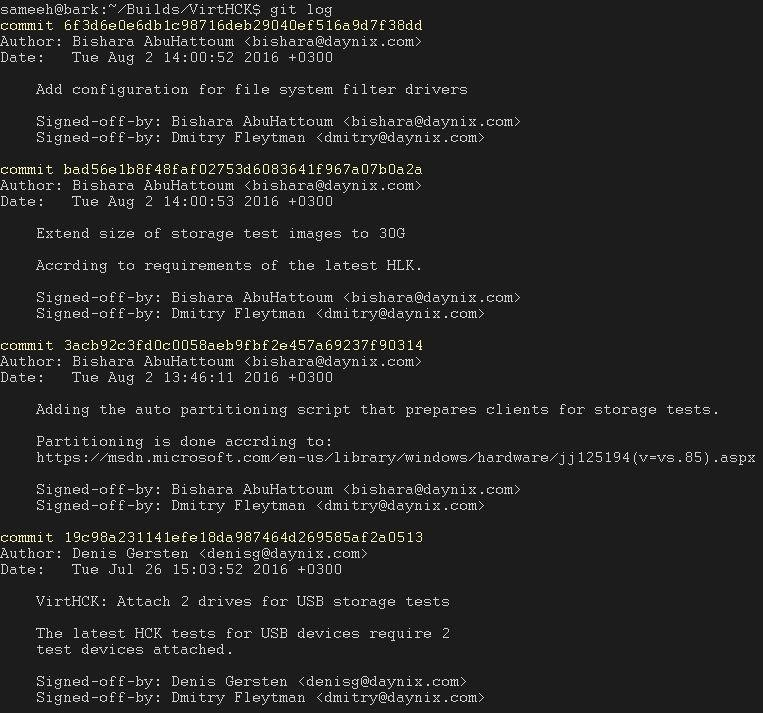 sameeh@bark:~/Builds/VirtHCK$ git log
commit 6f3d6e0e6db1c98716deb29040ef516a9d7f38dd
Author: Bishara AbuHattoum <bishara@daynix.com>
Date:   Tue Aug 2 14:00:52 2016 +0300
Add configuration for file system filter drivers
Signed-off-by: Bishara AbuHattoum <bishara@daynix.com>
Signed-off-by: Dmitry Fleytman <dmitry@daynix.com>
commit bad56e1b8f48faf02753d6083641f967a07b0a2a
Author: Bishara AbuHattoum <bishara@daynix.com>
Date:   Tue Aug 2 14:00:53 2016 +0300
Extend size of storage test images to 30G
Accrding to requirements of the latest HLK.
Signed-off-by: Bishara AbuHattoum <bishara@daynix.com>
Signed-off-by: Dmitry Fleytman <dmitry@daynix.com>
commit 3acb92c3fd0c0058aeb9fbf2e457a69237f90314
Author: Bishara AbuHattoum <bishara@daynix.com>
Date:   Tue Aug 2 13:46:11 2016 +0300
Adding the auto partitioning script that prepares clients for storage tests.
Partitioning is done accrding to:
https://msdn.microsoft.com/en-us/library/windows/hardware/jj125194(v=vs.85).aspx
Signed-off-by: Bishara AbuHattoum <bishara@daynix.com>
Signed-off-by: Dmitry Fleytman <dmitry@daynix.com>
commit 19c98a231141efe18da987464d269585af2a0513
Author: Denis Gersten <denisg@daynix.com>
Date:   Tue Jul 26 15:03:52 2016 +0300
VirtHCK: Attach 2 drives for USB storage tests
The latest HCK tests for USB devices require 2
test devices attached.
Signed-off-by: Denis Gersten <denisg@daynix.com>
Signed-off-by: Dmitry Fleytman <dmitry@daynix.com>